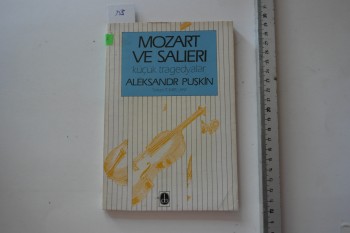 MOZART
VE SALIERI
küçük tragedyalar
ALEKSANDR PUŞKİN